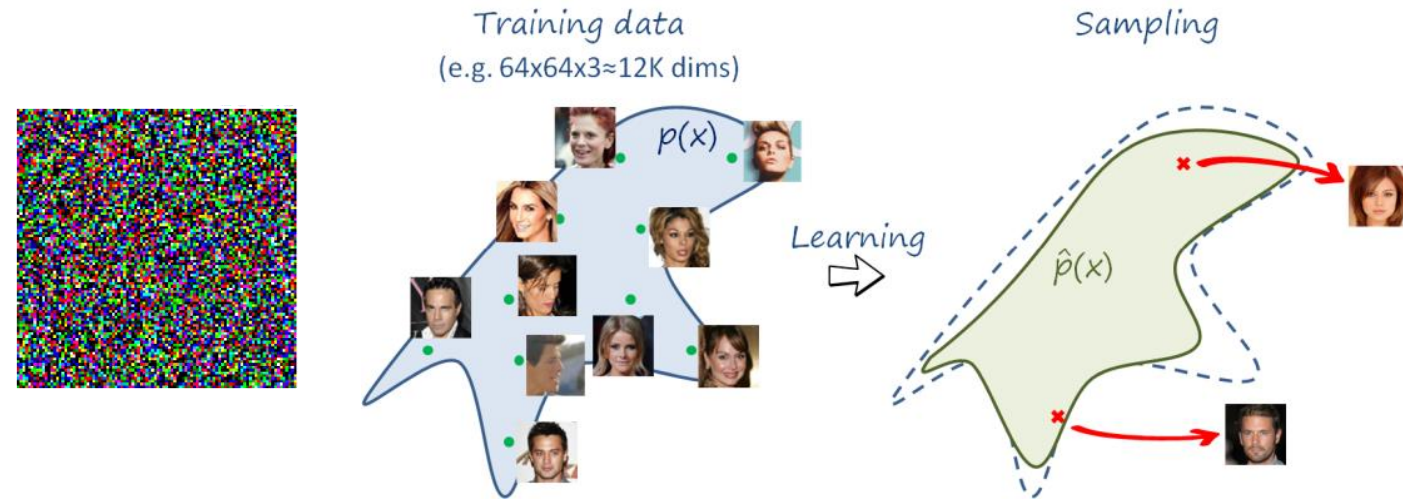 Training data
(e.g. 64x64x3≈12K dims)
p(x)
Learning
Sampling
p̂(x)